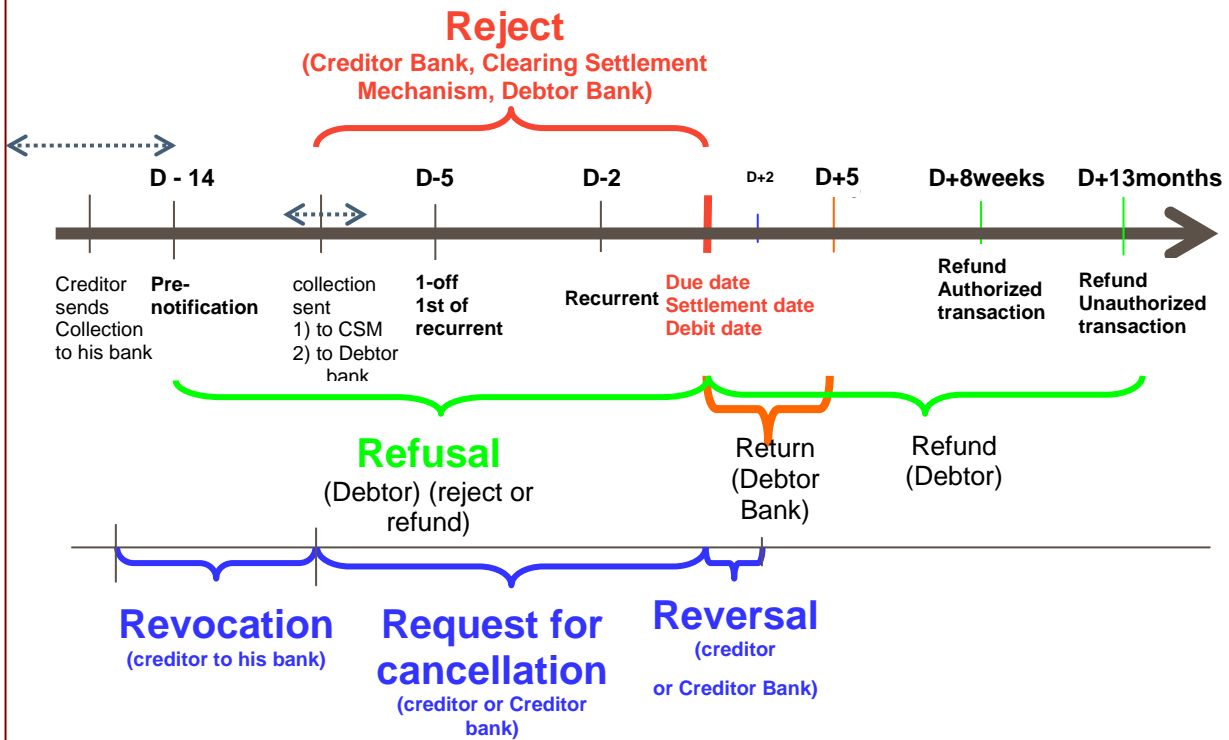 Reject
(Creditor Bank, Clearing Settlement
Mechanism, Debtor Bank)
D - 14
D-5
D-2
D+2
D+5
D+8weeks
D+13months
Creditor
sends
Collection
to his bank
Pre-
notification
collection
sent
1) to CSM
2) to Debtor
bank
1-off
1st of
recurrent
Recurrent
Due date
Settlement date
Debit date
Refund
Authorized
transaction
Refund
Unauthorized
transaction
Refusal
(Debtor) (reject or
refund)
Return
(Debtor
Bank)
Refund
(Debtor)
Revocation
(creditor to his bank)
Request for
cancellation
(creditor or Creditor
bank)
Reversal
(creditor
or Creditor Bank)